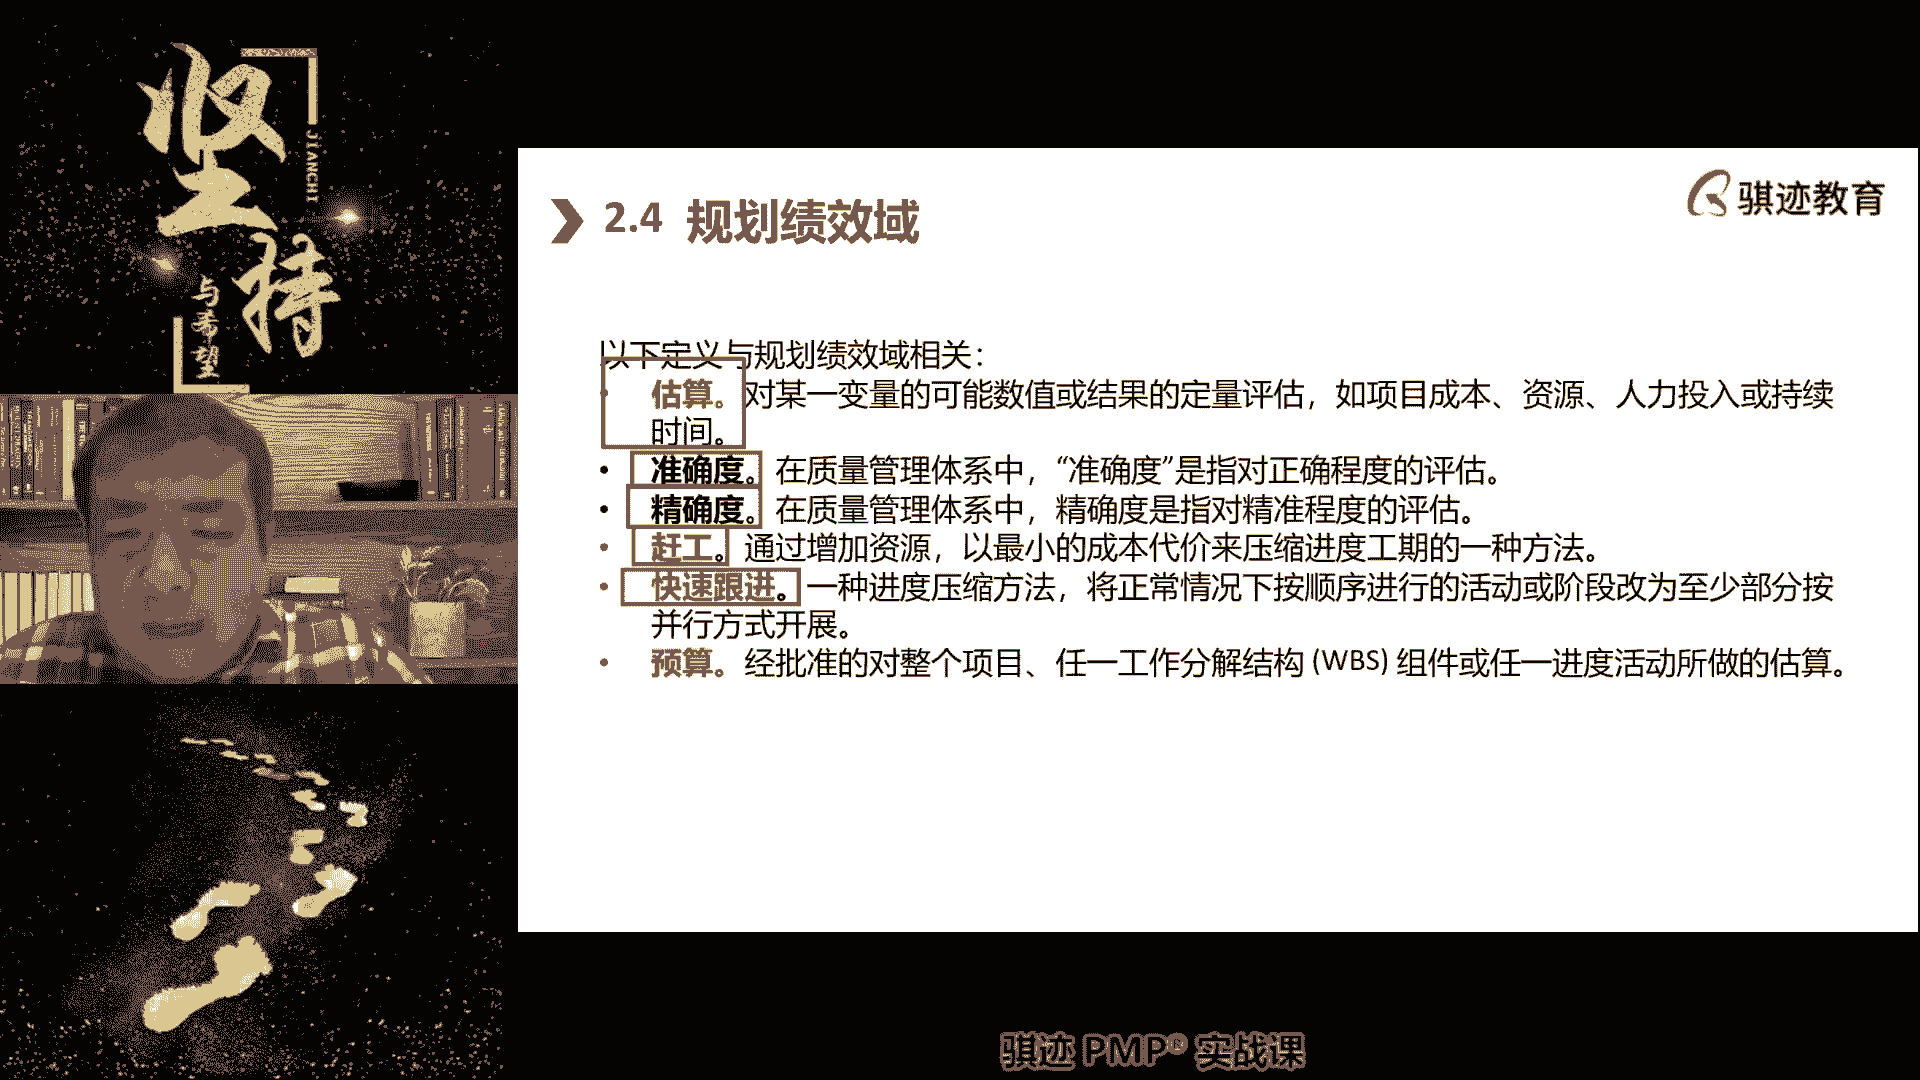 坚持
JIANCHI
与希望
骐迹教育
2.4 规划绩效域
以下定义与规划绩效域相关：
• 估算。对某一变量的可能数值或结果的定量评估，如项目成本、资源、人力投入或持续
时间。
• 准确度。在质量管理体系中，“准确度”是指对正确程度的评估。
• 精确度。在质量管理体系中，精确度是指对精准程度的评估。
• 赶工。通过增加资源，以最小的成本代价来压缩进度工期的一种方法。
• 快速跟进。一种进度压缩方法，将正常情况下按顺序进行的活动或阶段改为至少部分按
并行方式开展。
• 预算。经批准的对整个项目、任一工作分解结构 (WBS) 组件或任一进度活动所做的估算。
骐迹 PMP® 实战课